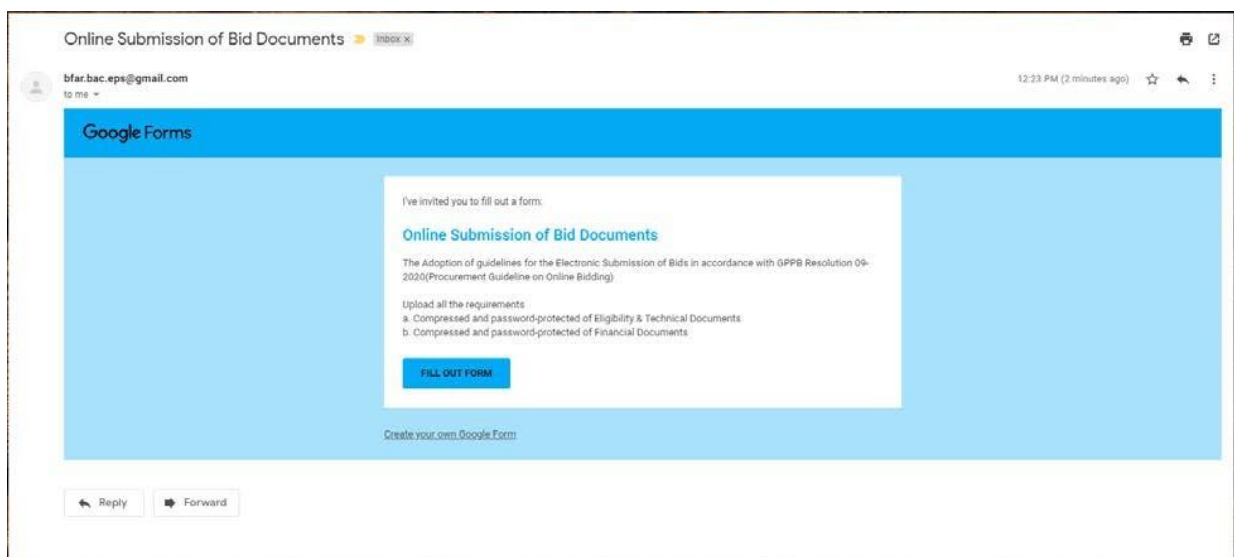 Online Submission of Bid Documents Inbox x
bfar.bac.eps@gmail.com 12:23 PM (2 minutes ago)
to me
Google Forms
I've invited you to fill out a form:
Online Submission of Bid Documents
The Adoption of guidelines for the Electronic Submission of Bids in accordance with GPPB Resolution 09-
2020(Procurement Guideline on Online Bidding)
Upload all the requirements
a. Compressed and password-protected of Eligibility & Technical Documents
b. Compressed and password-protected of Financial Documents
FILL OUT FORM
Create your own Google Form
Reply Forward